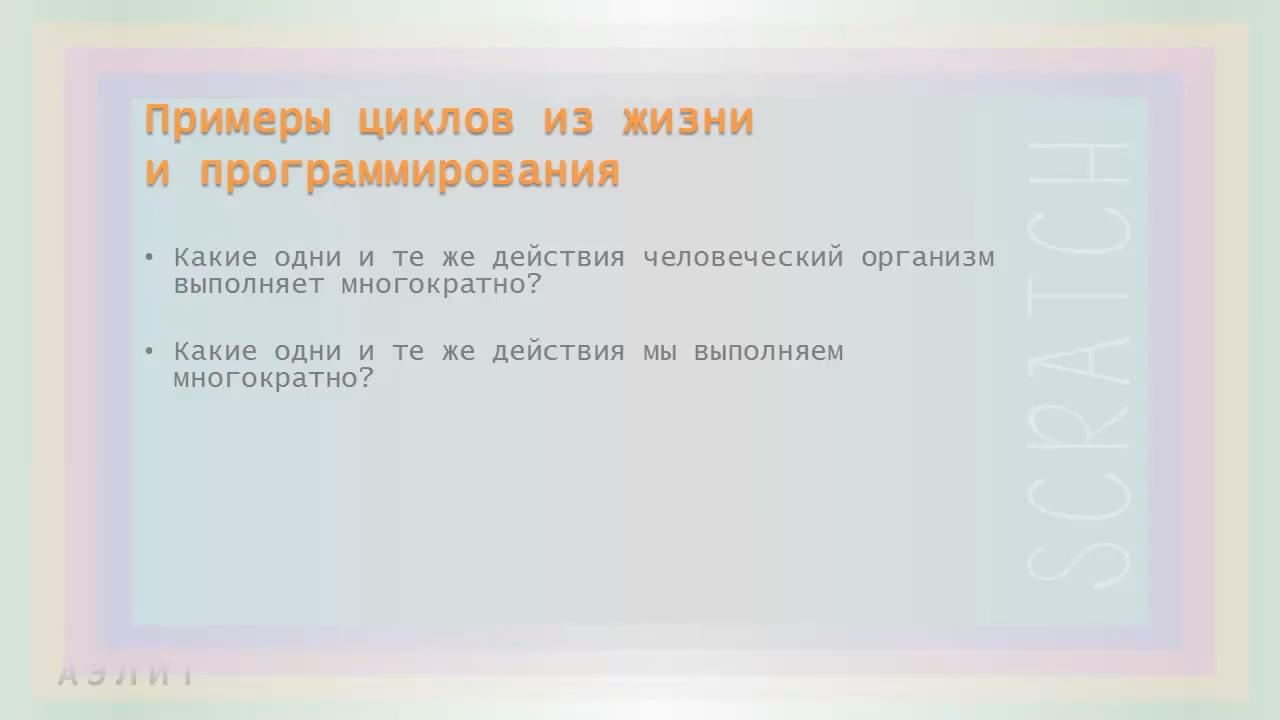 Примеры циклов из жизни
и программирования
• Какие одни и те же действия человеческий организм
выполняет многократно?
• Какие одни и те же действия мы выполняем
многократно?
SCRATCH